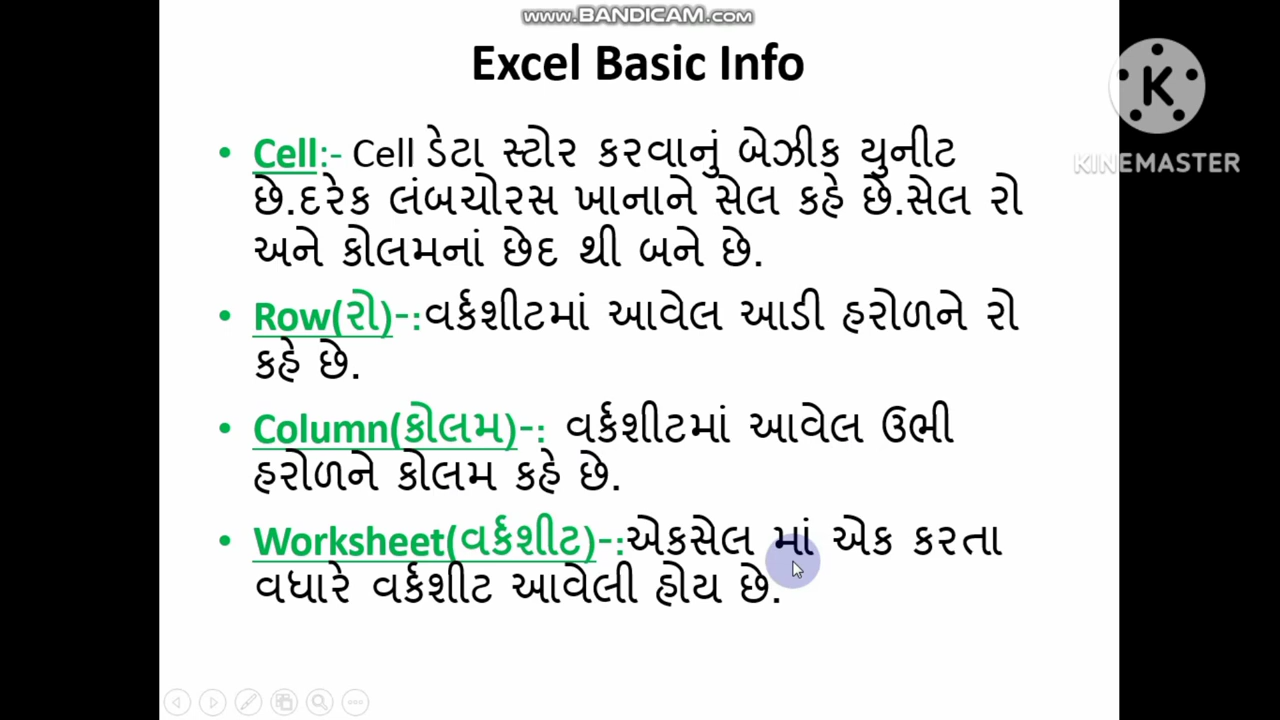 www.BANDICAM.com
Excel Basic Info
K
KINEMASTER
• Cell:- Cell ડેટા સ્ટોર કરવાનું બેઝીક યુનીટ
છે.દરેક લંબચોરસ ખાનાને સેલ કહે છે.સેલ રો
અને કોલમનાં છેદ થી બને છે.
• Row(રો)-:વર્કશીટમાં આવેલ આડી હરોળને રો
કહે છે.
• Column(કોલમ)-: વર્કશીટમાં આવેલ ઉભી
હરોળને કોલમ કહે છે.
• Worksheet(વર્કશીટ)-:એકસેલ માં એક કરતા
વધારે વર્કશીટ આવેલી હોય છે.